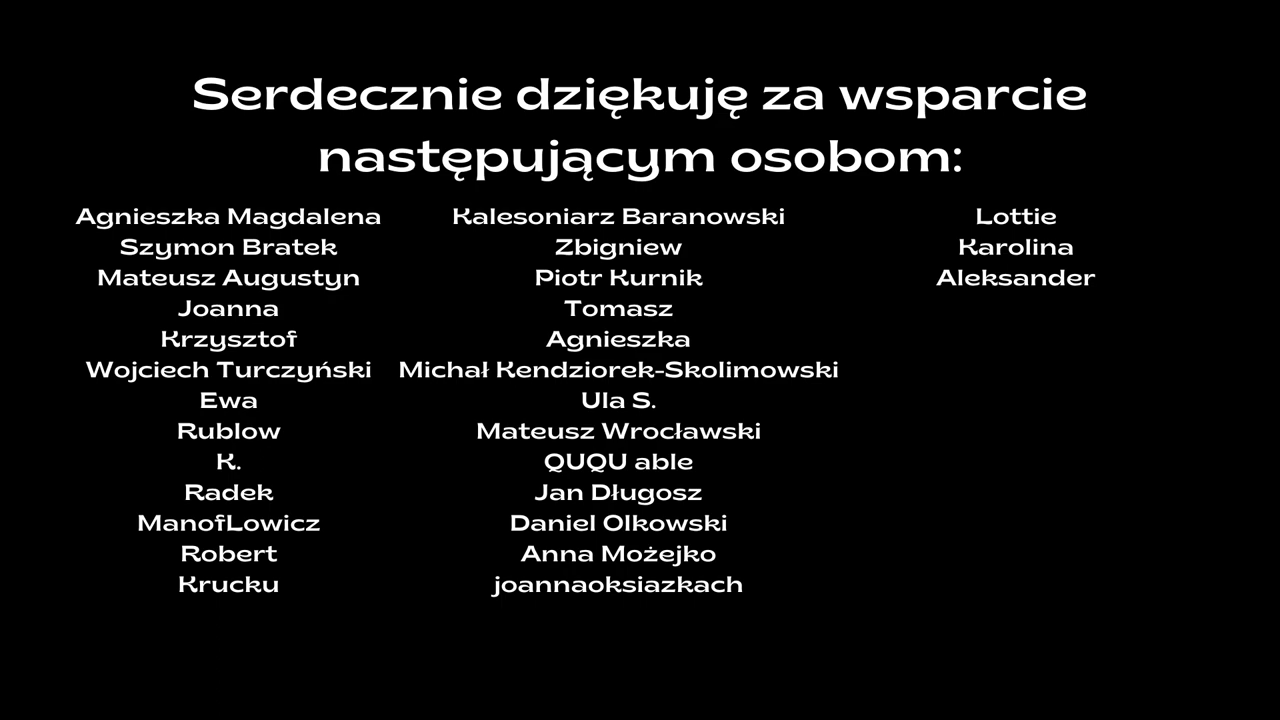 Serdecznie dziękuję za wsparcie
następującym osobom:
Agnieszka Magdalena
Szymon Bratek
Mateusz Augustyn
Joanna
Krzysztof
Wojciech Turczyński
Ewa
Rublow
K.
Radek
ManofLowicz
Robert
Krucku
Kalesoniarz Baranowski
Zbigniew
Piotr Kurnik
Tomasz
Agnieszka
Michał Kendziorek-Skolimowski
Ula S.
Mateusz Wrocławski
QUQU able
Jan Długosz
Daniel Olkowski
Anna Możejko
joannaoksiazkach
Lottie
Karolina
Aleksander